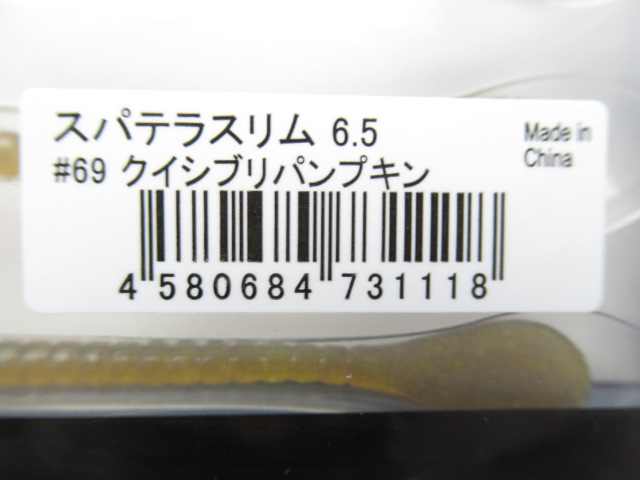 スパテラスリム 6.5
Made in
China
#69 クイシブリパンプキン
4 580684 731118